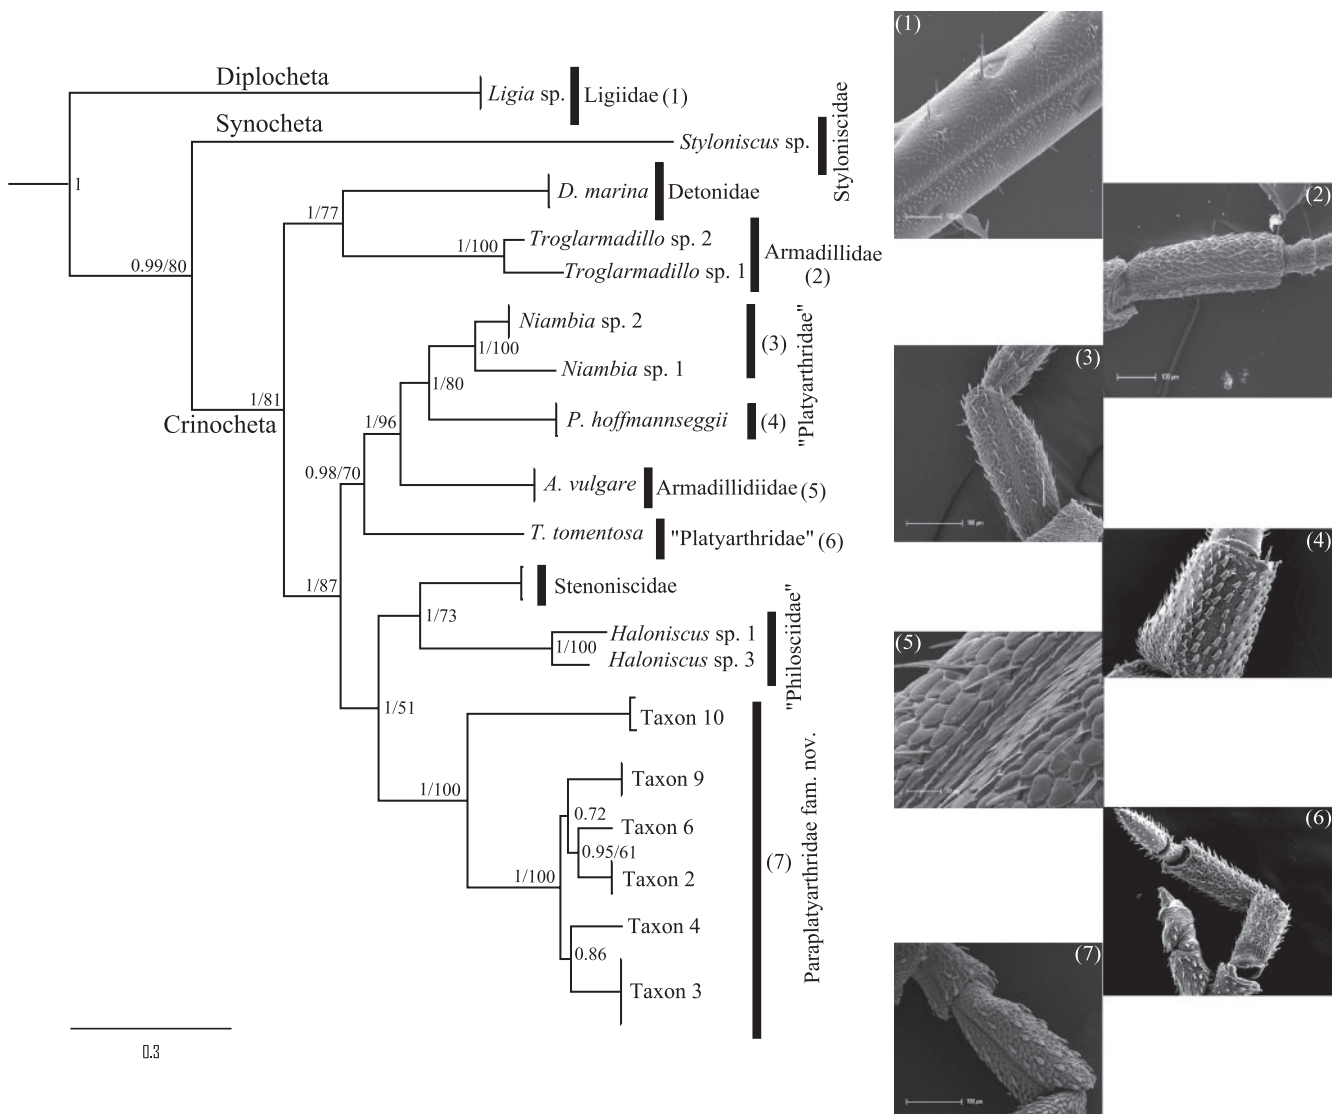 Diplocheta
Ligia sp.
Ligiidae (1)
Synocheta
Styloniscus sp.
Styloniscidae
1
D. marina
Detonidae
1/77
Troglarmadillo sp. 2
1/100
Troglarmadillo sp. 1
Armadillidae
(2)
0.99/80
Niambia sp. 2
1/100
Niambia sp. 1
(3)
"Platyarthridae"
1/80
P. hoffmannseggii
(4)
1/81
Crinocheta
1/96
0.98/70
A. vulgare
Armadillidiidae (5)
T. tomentosa
"Platyarthridae" (6)
1/87
Stenoniscidae
1/73
Haloniscus sp. 1
1/100
Haloniscus sp. 3
"Philosciidae"
1/51
Taxon 10
1/100
Taxon 9
0.72
Taxon 6
0.95/61
Taxon 2
1/100
(7)
Paraplatyarthridae fam. nov.
Taxon 4
0.86
Taxon 3
0.3
(1)
(2)
100 µm
(3)
(4)
(5)
(6)
(7)